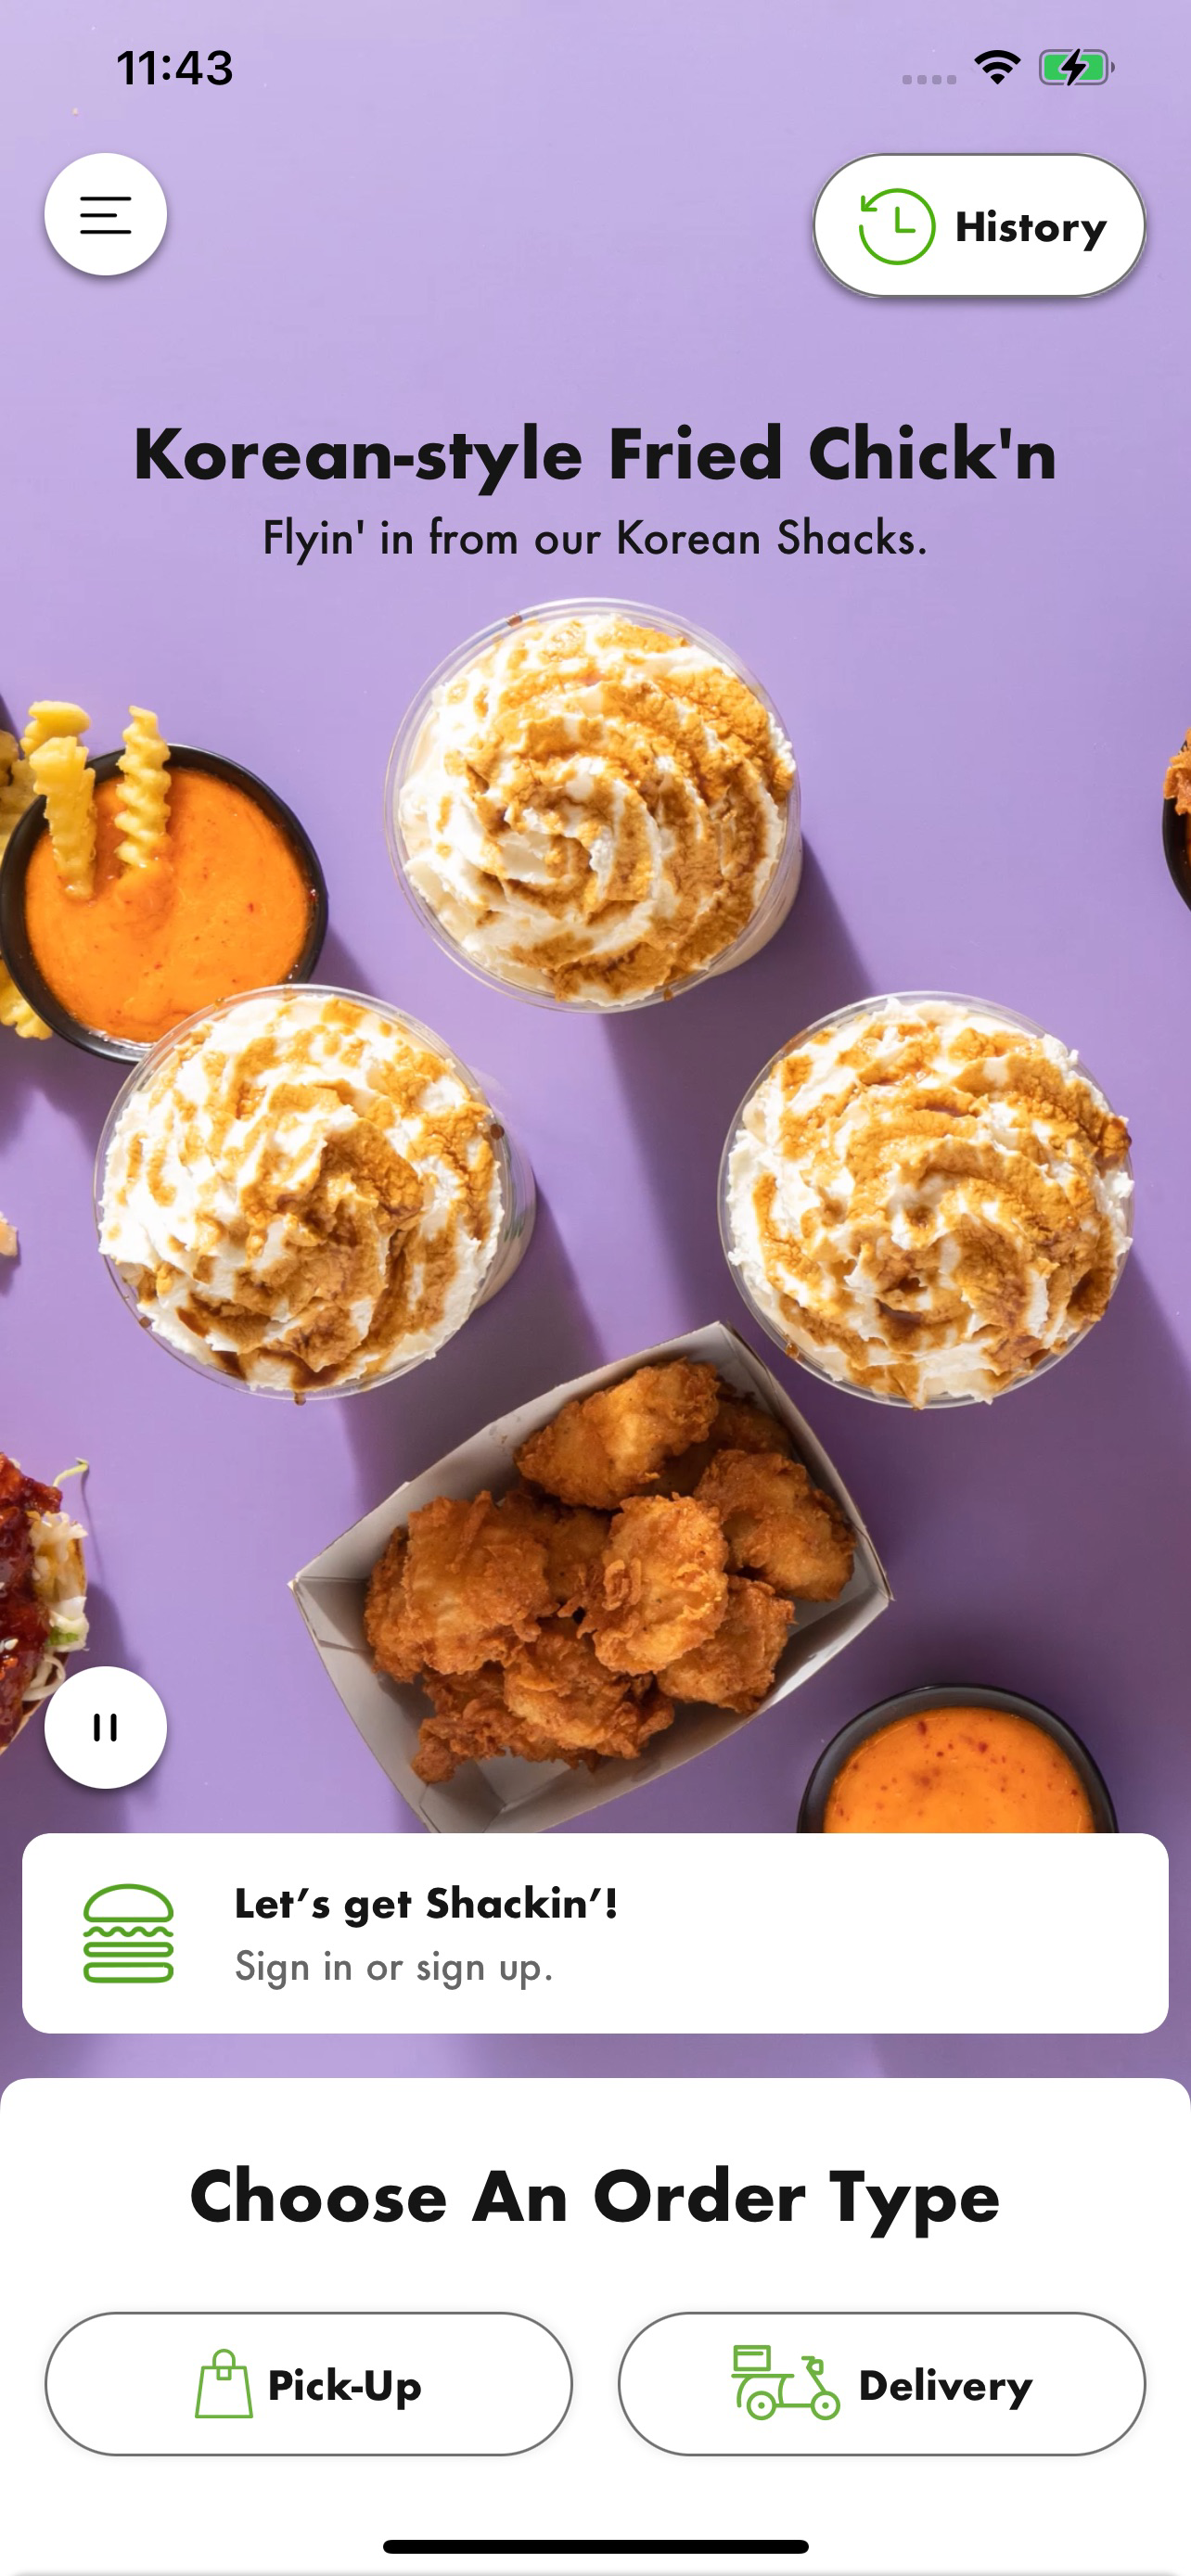 11:43
History
Korean-style Fried Chick'n
Flyin' in from our Korean Shacks.
Let’s get Shackin’!
Sign in or sign up.
Choose An Order Type
Pick-Up
Delivery